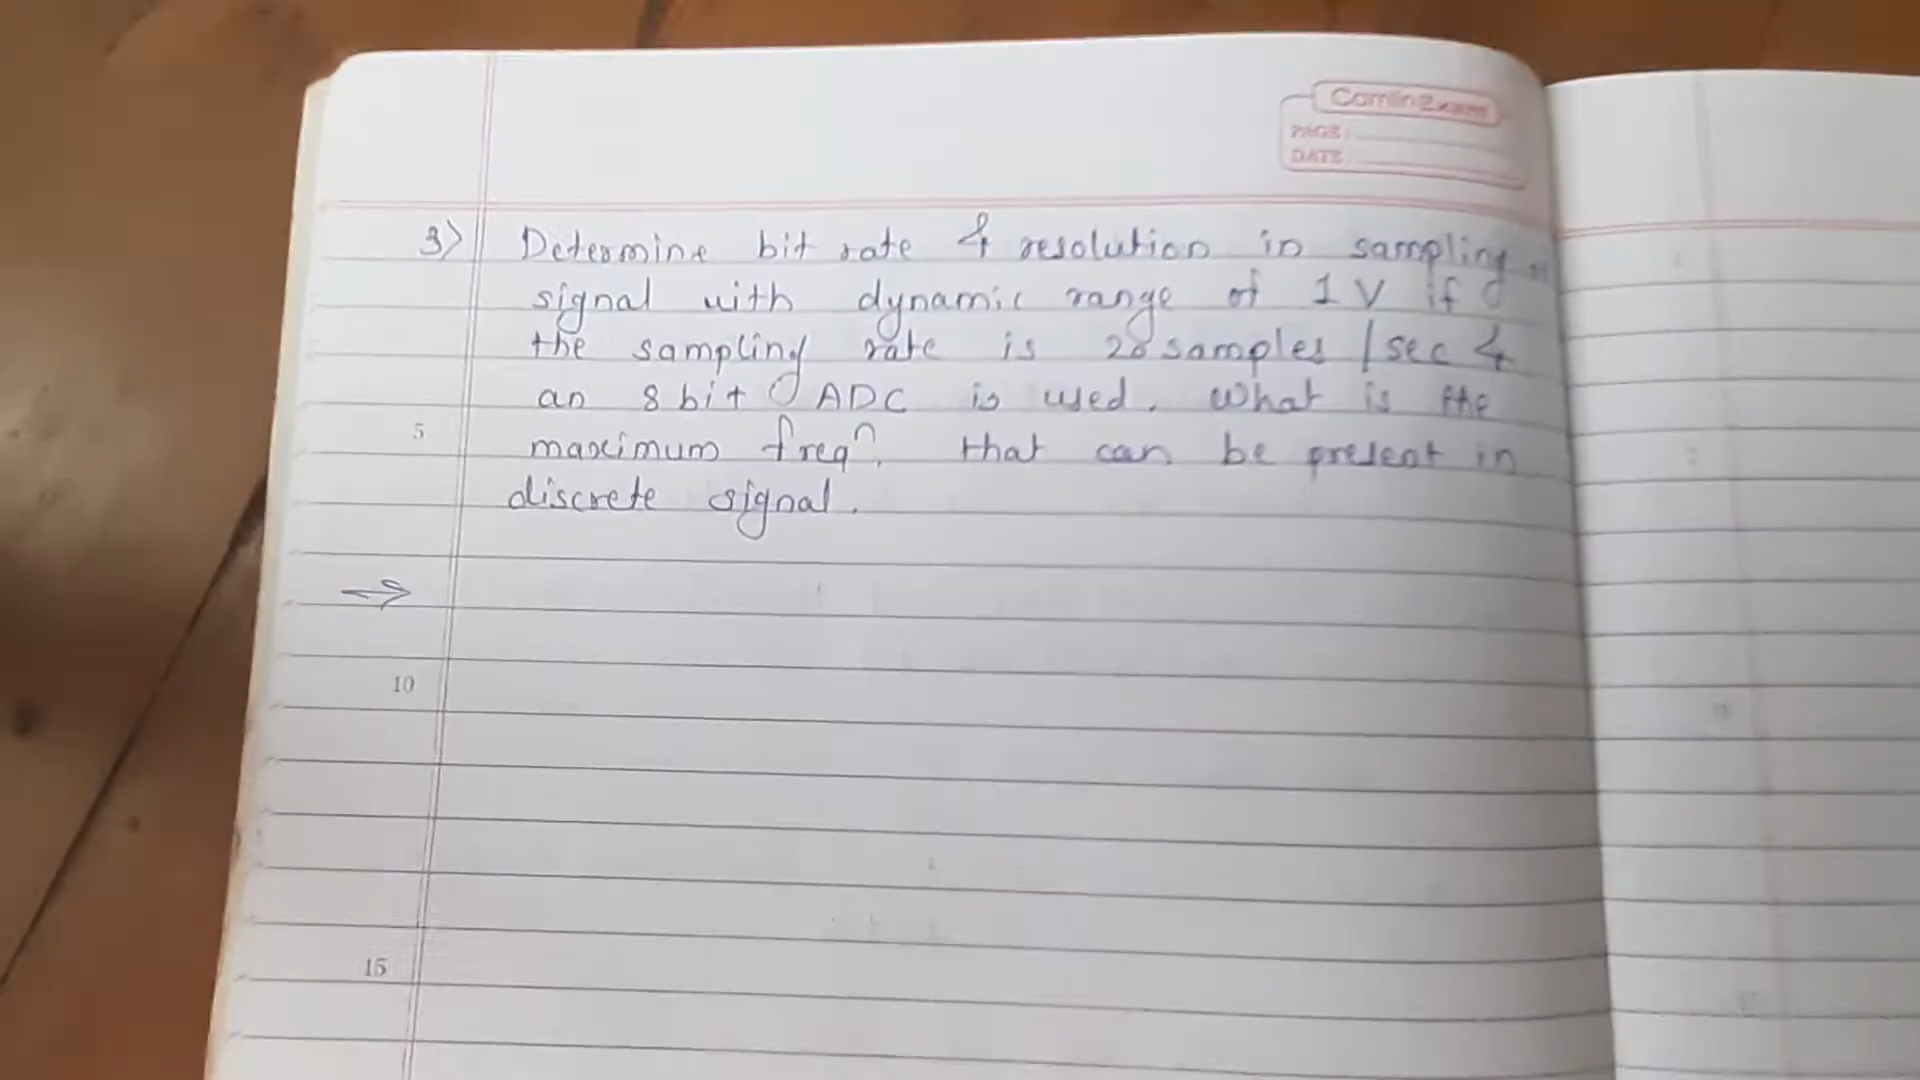 Camlin Exam
PAGE:
DATE:
3) Determine bit rate & resolution in sampling
signal with dynamic range of 1 V if
the sampling rate is 20 samples / sec &
an 8 bit ADC is used. What is the
5
maximum freqn. that can be present in
discrete signal.
→
10
15